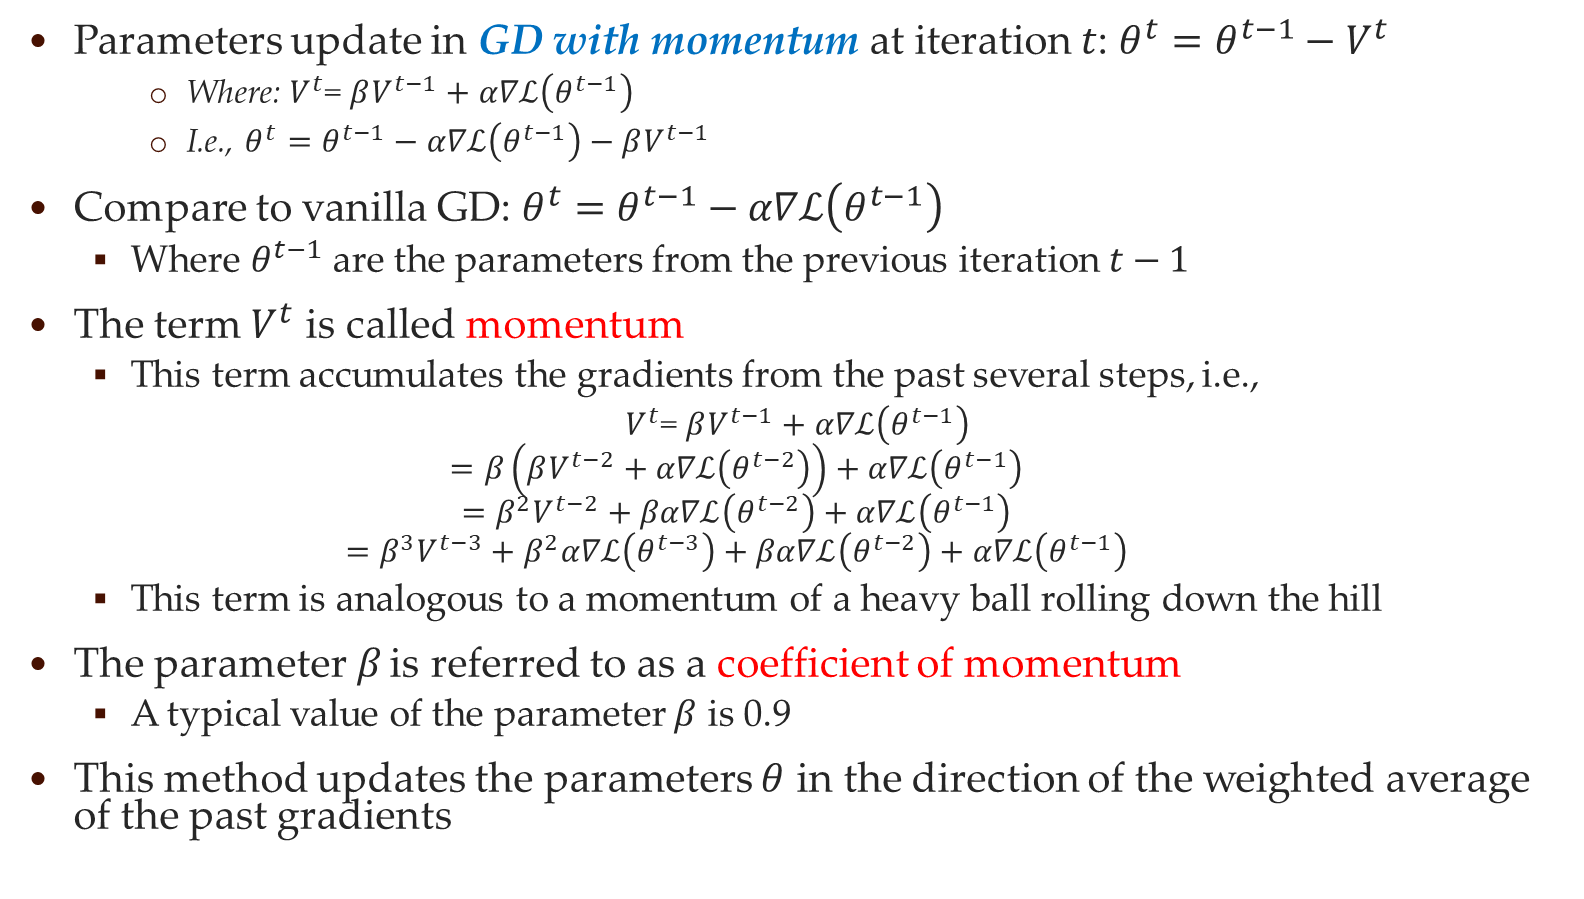 • Parameters update in GD with momentum at iteration t: θ^t = θ^{t−1} − V^t
○ Where: V^t= βV^{t−1} + α∇ℒ(θ^{t−1})
○ I.e., θ^t = θ^{t−1} − α∇ℒ(θ^{t−1}) − βV^{t−1}
• Compare to vanilla GD: θ^t = θ^{t−1} − α∇ℒ(θ^{t−1})
▪ Where θ^{t−1} are the parameters from the previous iteration t − 1
• The term V^t is called momentum
▪ This term accumulates the gradients from the past several steps, i.e.,
V^t= βV^{t−1} + α∇ℒ(θ^{t−1})
= β(βV^{t−2} + α∇ℒ(θ^{t−2})) + α∇ℒ(θ^{t−1})
= β^2V^{t−2} + βα∇ℒ(θ^{t−2}) + α∇ℒ(θ^{t−1})
= β^3V^{t−3} + β^2α∇ℒ(θ^{t−3}) + βα∇ℒ(θ^{t−2}) + α∇ℒ(θ^{t−1})
▪ This term is analogous to a momentum of a heavy ball rolling down the hill
• The parameter β is referred to as a coefficient of momentum
▪ A typical value of the parameter β is 0.9
• This method updates the parameters θ in the direction of the weighted average
of the past gradients